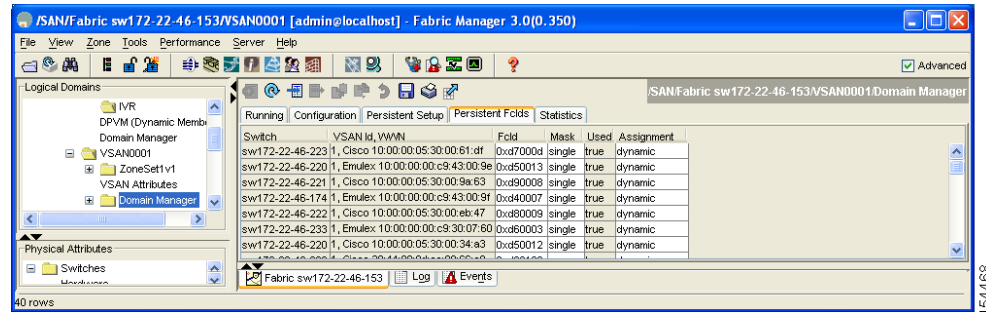 /SAN/Fabric sw172-22-46-153/VSAN0001 [admin@localhost] - Fabric Manager 3.0(0.350)
File View Zone Tools Performance Server Help
Advanced
Logical Domains
/SAN/Fabric sw172-22-46-153/VSAN0001/Domain Manager
IVR
DPVM (Dynamic Membe
Domain Manager
VSAN0001
ZoneSet1v1
VSAN Attributes
Domain Manager
Running Configuration Persistent Setup Persistent FcIds Statistics
Switch VSAN Id, WWN FcId Mask Used Assignment
sw172-22-46-223 1, Cisco 10:00:00:05:30:00:61:df 0xd7000d single true dynamic
sw172-22-46-220 1, Emulex 10:00:00:00:c9:43:00:9e 0xd50013 single true dynamic
sw172-22-46-221 1, Cisco 10:00:00:05:30:00:9a:63 0xd90008 single true dynamic
sw172-22-46-174 1, Emulex 10:00:00:00:c9:43:00:9f 0xd40007 single true dynamic
sw172-22-46-222 1, Cisco 10:00:00:05:30:00:eb:47 0xd80009 single true dynamic
sw172-22-46-233 1, Emulex 10:00:00:00:c9:30:07:60 0xd60003 single true dynamic
sw172-22-46-220 1, Cisco 10:00:00:05:30:00:34:a3 0xd50012 single true dynamic
Physical Attributes
Switches
Hardware
Fabric sw172-22-46-153 Log Events
40 rows
154468